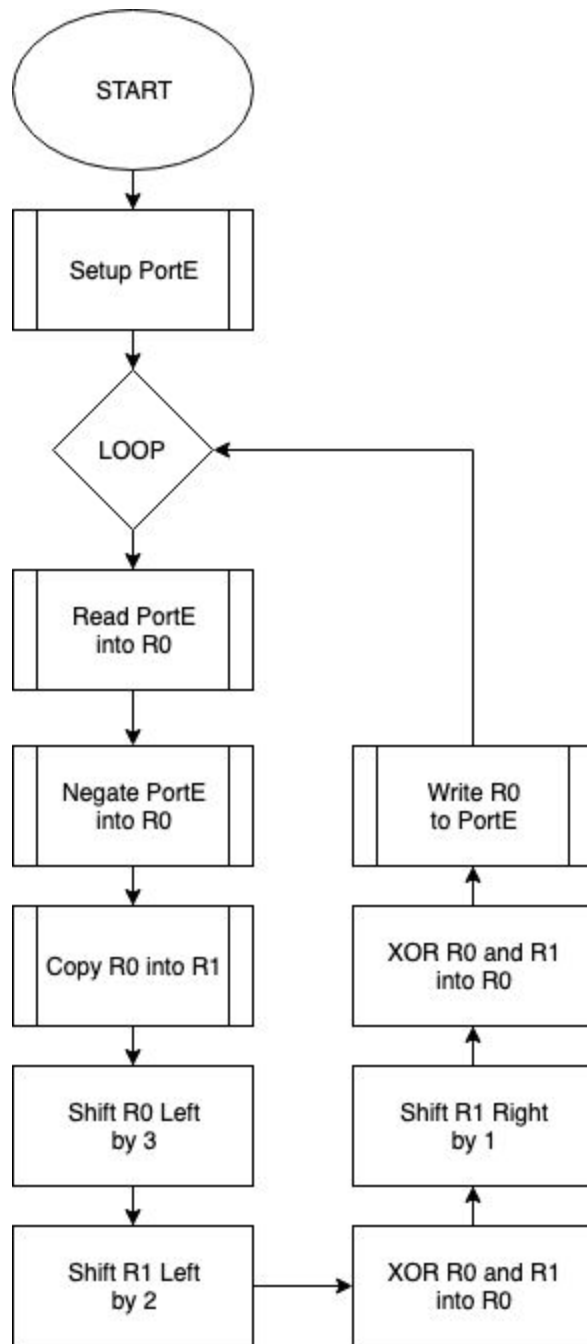 START
Setup PortE
LOOP
Read PortE
into R0
Negate PortE
into R0
Copy R0 into R1
Shift R0 Left
by 3
Shift R1 Left
by 2
XOR R0 and R1
into R0
Shift R1 Right
by 1
XOR R0 and R1
into R0
Write R0
to PortE